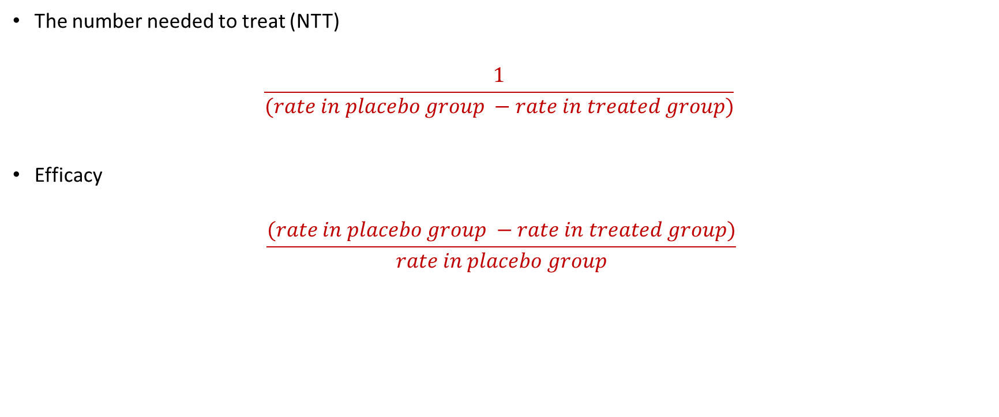 • The number needed to treat (NTT)
1
(rate in placebo group − rate in treated group)
• Efficacy
(rate in placebo group − rate in treated group)
rate in placebo group